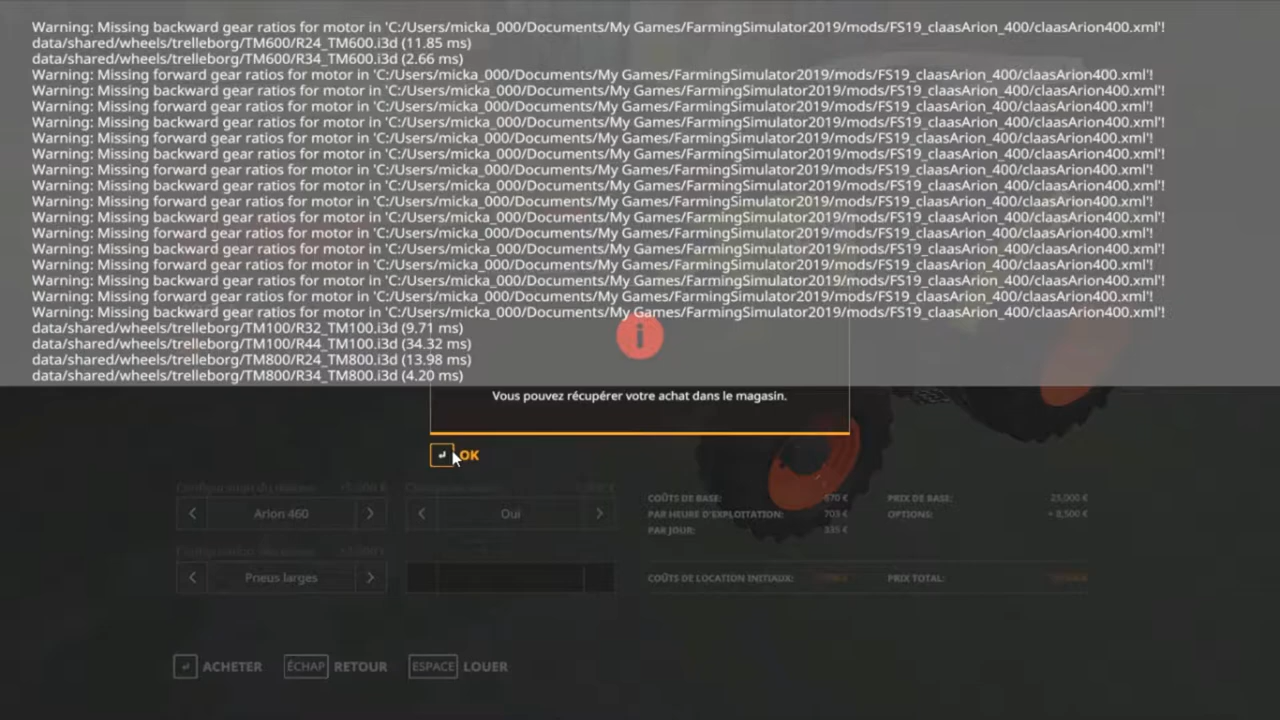 Warning: Missing backward gear ratios for motor in 'C:/Users/micka_000/Documents/My Games/FarmingSimulator2019/mods/FS19_claasArion_400/claasArion400.xml'!
data/shared/wheels/trelleborg/TM600/R24_TM600.i3d (11.85 ms)
data/shared/wheels/trelleborg/TM600/R34_TM600.i3d (2.66 ms)
Warning: Missing forward gear ratios for motor in 'C:/Users/micka_000/Documents/My Games/FarmingSimulator2019/mods/FS19_claasArion_400/claasArion400.xml'!
Warning: Missing backward gear ratios for motor in 'C:/Users/micka_000/Documents/My Games/FarmingSimulator2019/mods/FS19_claasArion_400/claasArion400.xml'!
Warning: Missing forward gear ratios for motor in 'C:/Users/micka_000/Documents/My Games/FarmingSimulator2019/mods/FS19_claasArion_400/claasArion400.xml'!
Warning: Missing backward gear ratios for motor in 'C:/Users/micka_000/Documents/My Games/FarmingSimulator2019/mods/FS19_claasArion_400/claasArion400.xml'!
Warning: Missing forward gear ratios for motor in 'C:/Users/micka_000/Documents/My Games/FarmingSimulator2019/mods/FS19_claasArion_400/claasArion400.xml'!
Warning: Missing backward gear ratios for motor in 'C:/Users/micka_000/Documents/My Games/FarmingSimulator2019/mods/FS19_claasArion_400/claasArion400.xml'!
Warning: Missing forward gear ratios for motor in 'C:/Users/micka_000/Documents/My Games/FarmingSimulator2019/mods/FS19_claasArion_400/claasArion400.xml'!
Warning: Missing backward gear ratios for motor in 'C:/Users/micka_000/Documents/My Games/FarmingSimulator2019/mods/FS19_claasArion_400/claasArion400.xml'!
Warning: Missing forward gear ratios for motor in 'C:/Users/micka_000/Documents/My Games/FarmingSimulator2019/mods/FS19_claasArion_400/claasArion400.xml'!
Warning: Missing backward gear ratios for motor in 'C:/Users/micka_000/Documents/My Games/FarmingSimulator2019/mods/FS19_claasArion_400/claasArion400.xml'!
Warning: Missing forward gear ratios for motor in 'C:/Users/micka_000/Documents/My Games/FarmingSimulator2019/mods/FS19_claasArion_400/claasArion400.xml'!
Warning: Missing backward gear ratios for motor in 'C:/Users/micka_000/Documents/My Games/FarmingSimulator2019/mods/FS19_claasArion_400/claasArion400.xml'!
Warning: Missing forward gear ratios for motor in 'C:/Users/micka_000/Documents/My Games/FarmingSimulator2019/mods/FS19_claasArion_400/claasArion400.xml'!
Warning: Missing backward gear ratios for motor in 'C:/Users/micka_000/Documents/My Games/FarmingSimulator2019/mods/FS19_claasArion_400/claasArion400.xml'!
Warning: Missing forward gear ratios for motor in 'C:/Users/micka_000/Documents/My Games/FarmingSimulator2019/mods/FS19_claasArion_400/claasArion400.xml'!
Warning: Missing backward gear ratios for motor in 'C:/Users/micka_000/Documents/My Games/FarmingSimulator2019/mods/FS19_claasArion_400/claasArion400.xml'!
data/shared/wheels/trelleborg/TM100/R32_TM100.i3d (9.71 ms)
data/shared/wheels/trelleborg/TM100/R44_TM100.i3d (34.32 ms)
data/shared/wheels/trelleborg/TM800/R24_TM800.i3d (13.98 ms)
data/shared/wheels/trelleborg/TM800/R34_TM800.i3d (4.20 ms)
Vous pouvez récupérer votre achat dans le magasin.
OK
Arion 460
Oui
Pneus larges
COÛTS DE BASE: 570 €
PAR HEURE D'EXPLOITATION: 703 €
PAR JOUR: 335 €
PRIX DE BASE: 25,000 €
OPTIONS: + 8,500 €
COÛTS DE LOCATION INITIAUX:
PRIX TOTAL:
ACHETER
ÉCHAP RETOUR
ESPACE LOUER